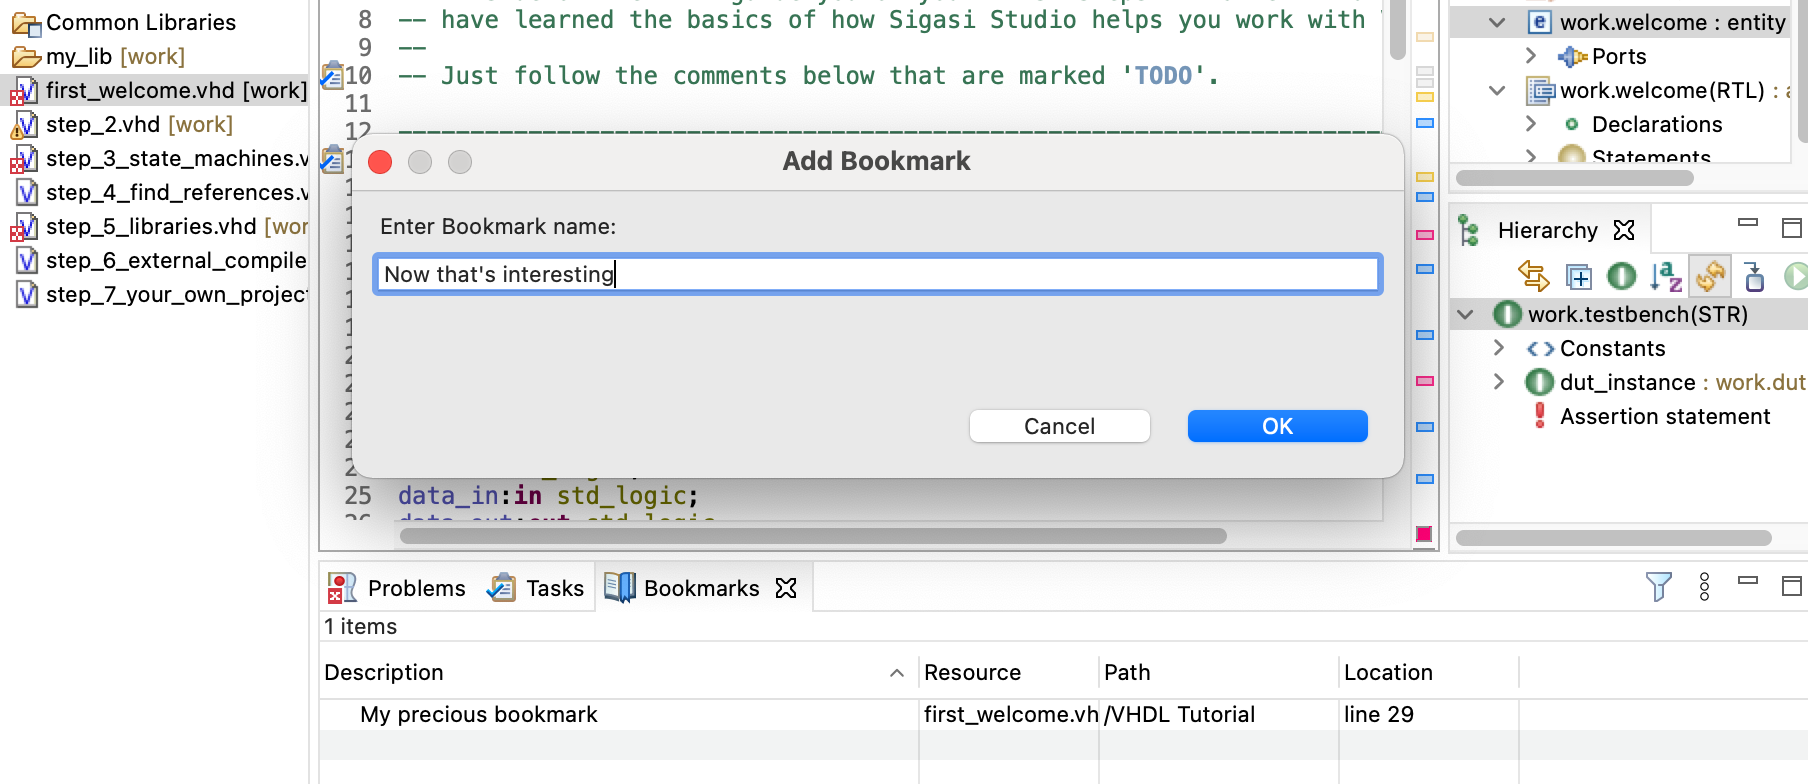 Common Libraries
my_lib [work]
first_welcome.vhd [work]
step_2.vhd [work]
step_3_state_machines.v
step_4_find_references.v
step_5_libraries.vhd [wor
step_6_external_compile
step_7_your_own_project
8 -- have learned the basics of how Sigasi Studio helps you work with
9 --
10 -- Just follow the comments below that are marked 'TODO'.
11
12 --------------------------------------------------------------------
Add Bookmark
Enter Bookmark name:
Now that's interesting
Cancel
OK
25 data_in:in std_logic;
work.welcome : entity
Ports
work.welcome(RTL) : a
Declarations
Statements
Hierarchy
work.testbench(STR)
Constants
dut_instance : work.dut
Assertion statement
Problems
Tasks
Bookmarks
1 items
Description Resource Path Location
My precious bookmark first_welcome.vh /VHDL Tutorial line 29